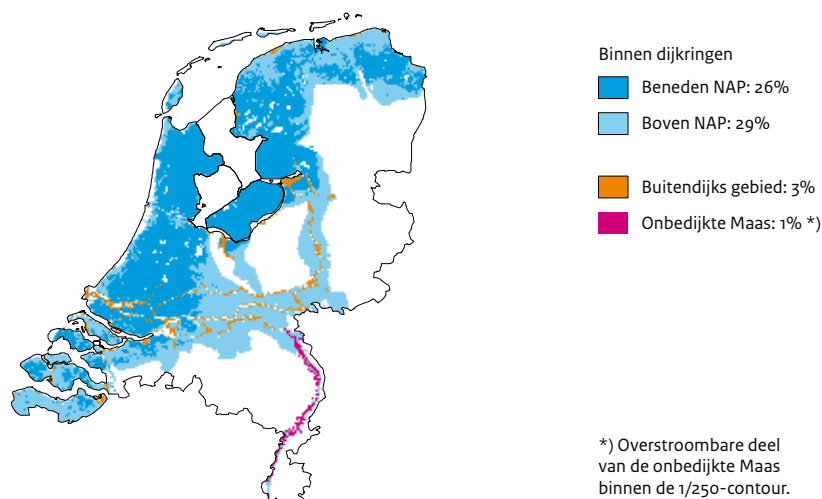 Binnen dijkringen
Beneden NAP: 26%
Boven NAP: 29%
Buitendijks gebied: 3%
Onbedijkte Maas: 1% *)
*) Overstroombare deel
van de onbedijkte Maas
binnen de 1/250-contour.